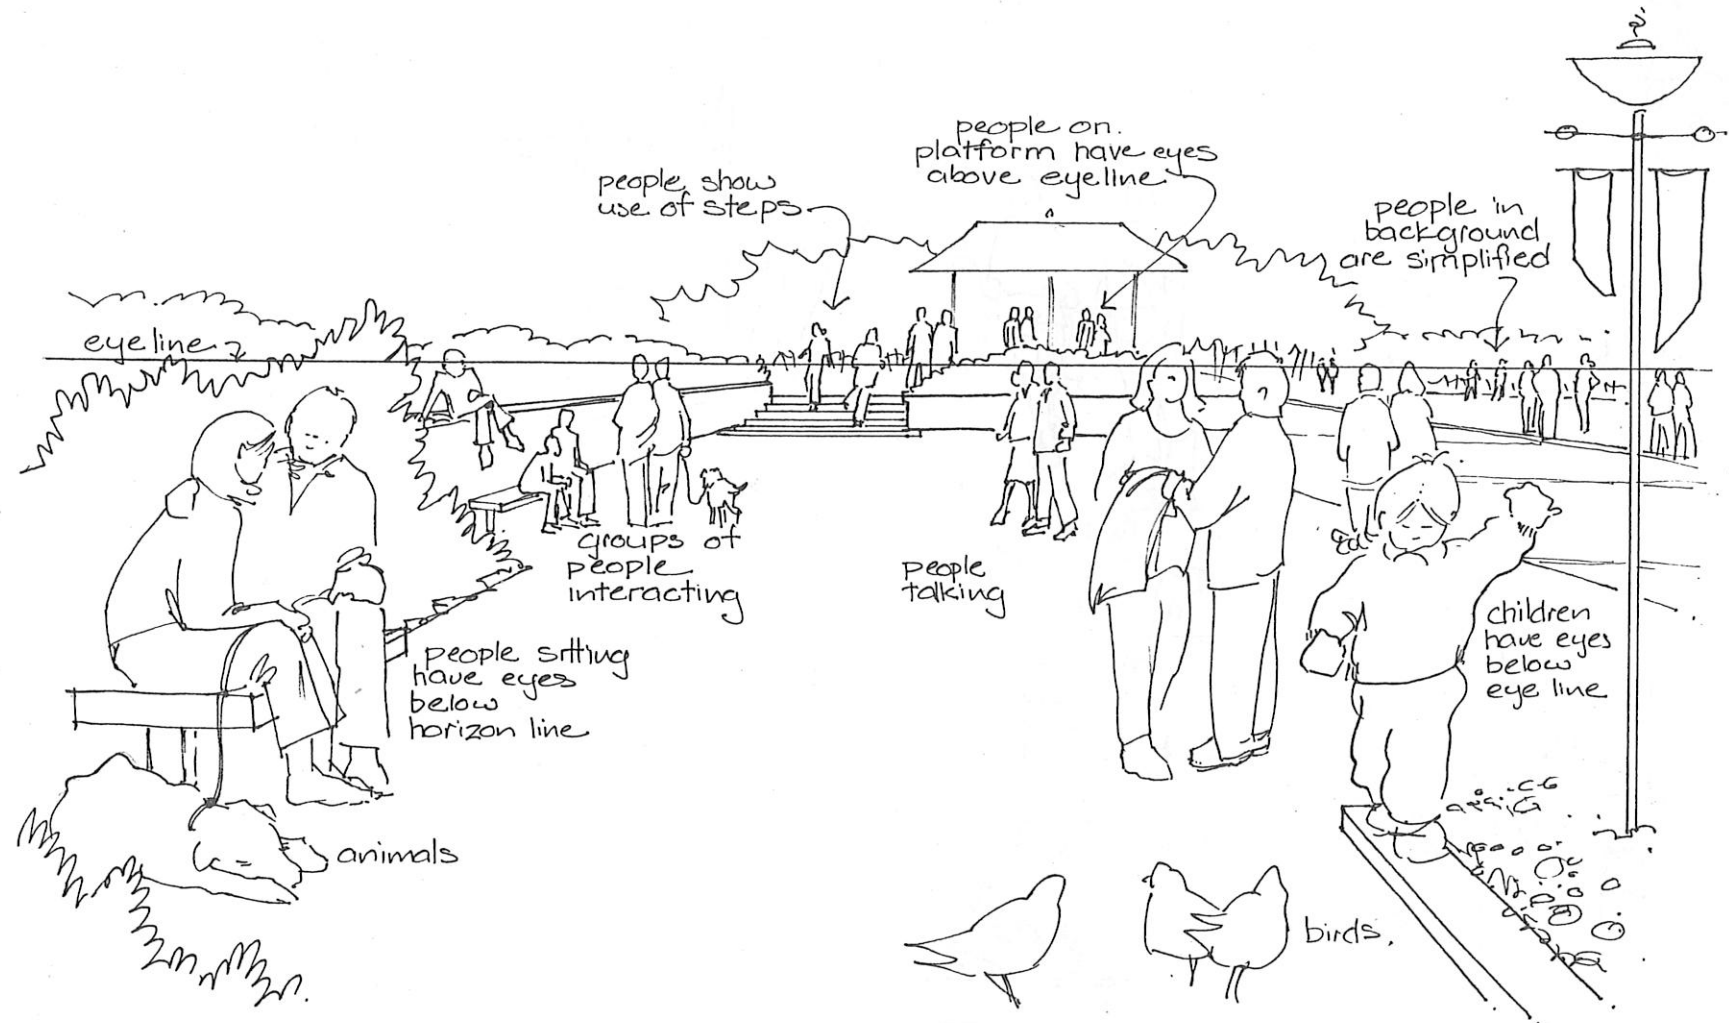 people on.
platform have eyes
above eyeline
people show
use of steps
people in
background
are simplified
eyeline
groups of
people
interacting
people
talking
children
have eyes
below
eye line
people sitting
have eyes
below
horizon line
animals
birds.